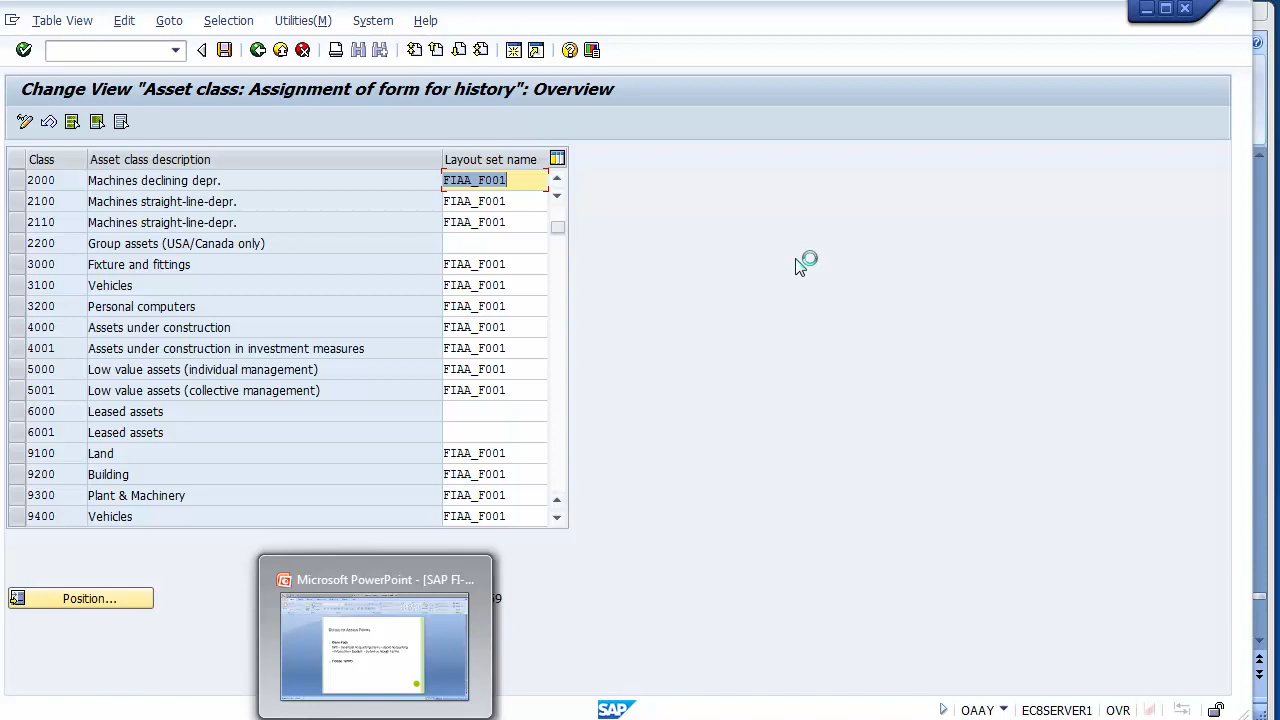 Table View Edit Goto Selection Utilities(M) System Help
Change View "Asset class: Assignment of form for history": Overview
Class Asset class description Layout set name
2000 Machines declining depr. FIAA_F001
2100 Machines straight-line-depr. FIAA_F001
2110 Machines straight-line-depr. FIAA_F001
2200 Group assets (USA/Canada only)
3000 Fixture and fittings FIAA_F001
3100 Vehicles FIAA_F001
3200 Personal computers FIAA_F001
4000 Assets under construction FIAA_F001
4001 Assets under construction in investment measures FIAA_F001
5000 Low value assets (individual management) FIAA_F001
5001 Low value assets (collective management) FIAA_F001
6000 Leased assets
6001 Leased assets
9100 Land FIAA_F001
9200 Building FIAA_F001
9300 Plant & Machinery FIAA_F001
9400 Vehicles FIAA_F001
Microsoft PowerPoint - [SAP FI-...
Position...
SAP OAAY ECSERVER1 OVR